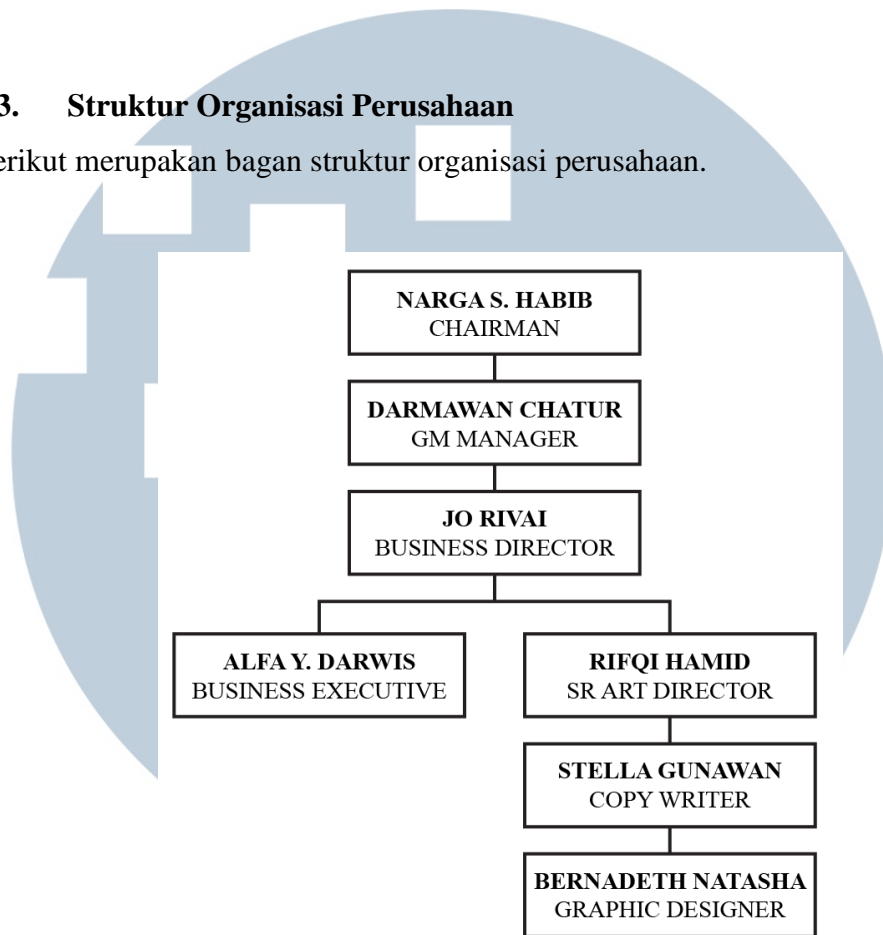 3. Struktur Organisasi Perusahaan
erikut merupakan bagan struktur organisasi perusahaan.
NARGA S. HABIB
CHAIRMAN
DARMAWAN CHATUR
GM MANAGER
JO RIVAI
BUSINESS DIRECTOR
ALFA Y. DARWIS
BUSINESS EXECUTIVE
RIFQI HAMID
SR ART DIRECTOR
STELLA GUNAWAN
COPY WRITER
BERNADETH NATASHA
GRAPHIC DESIGNER